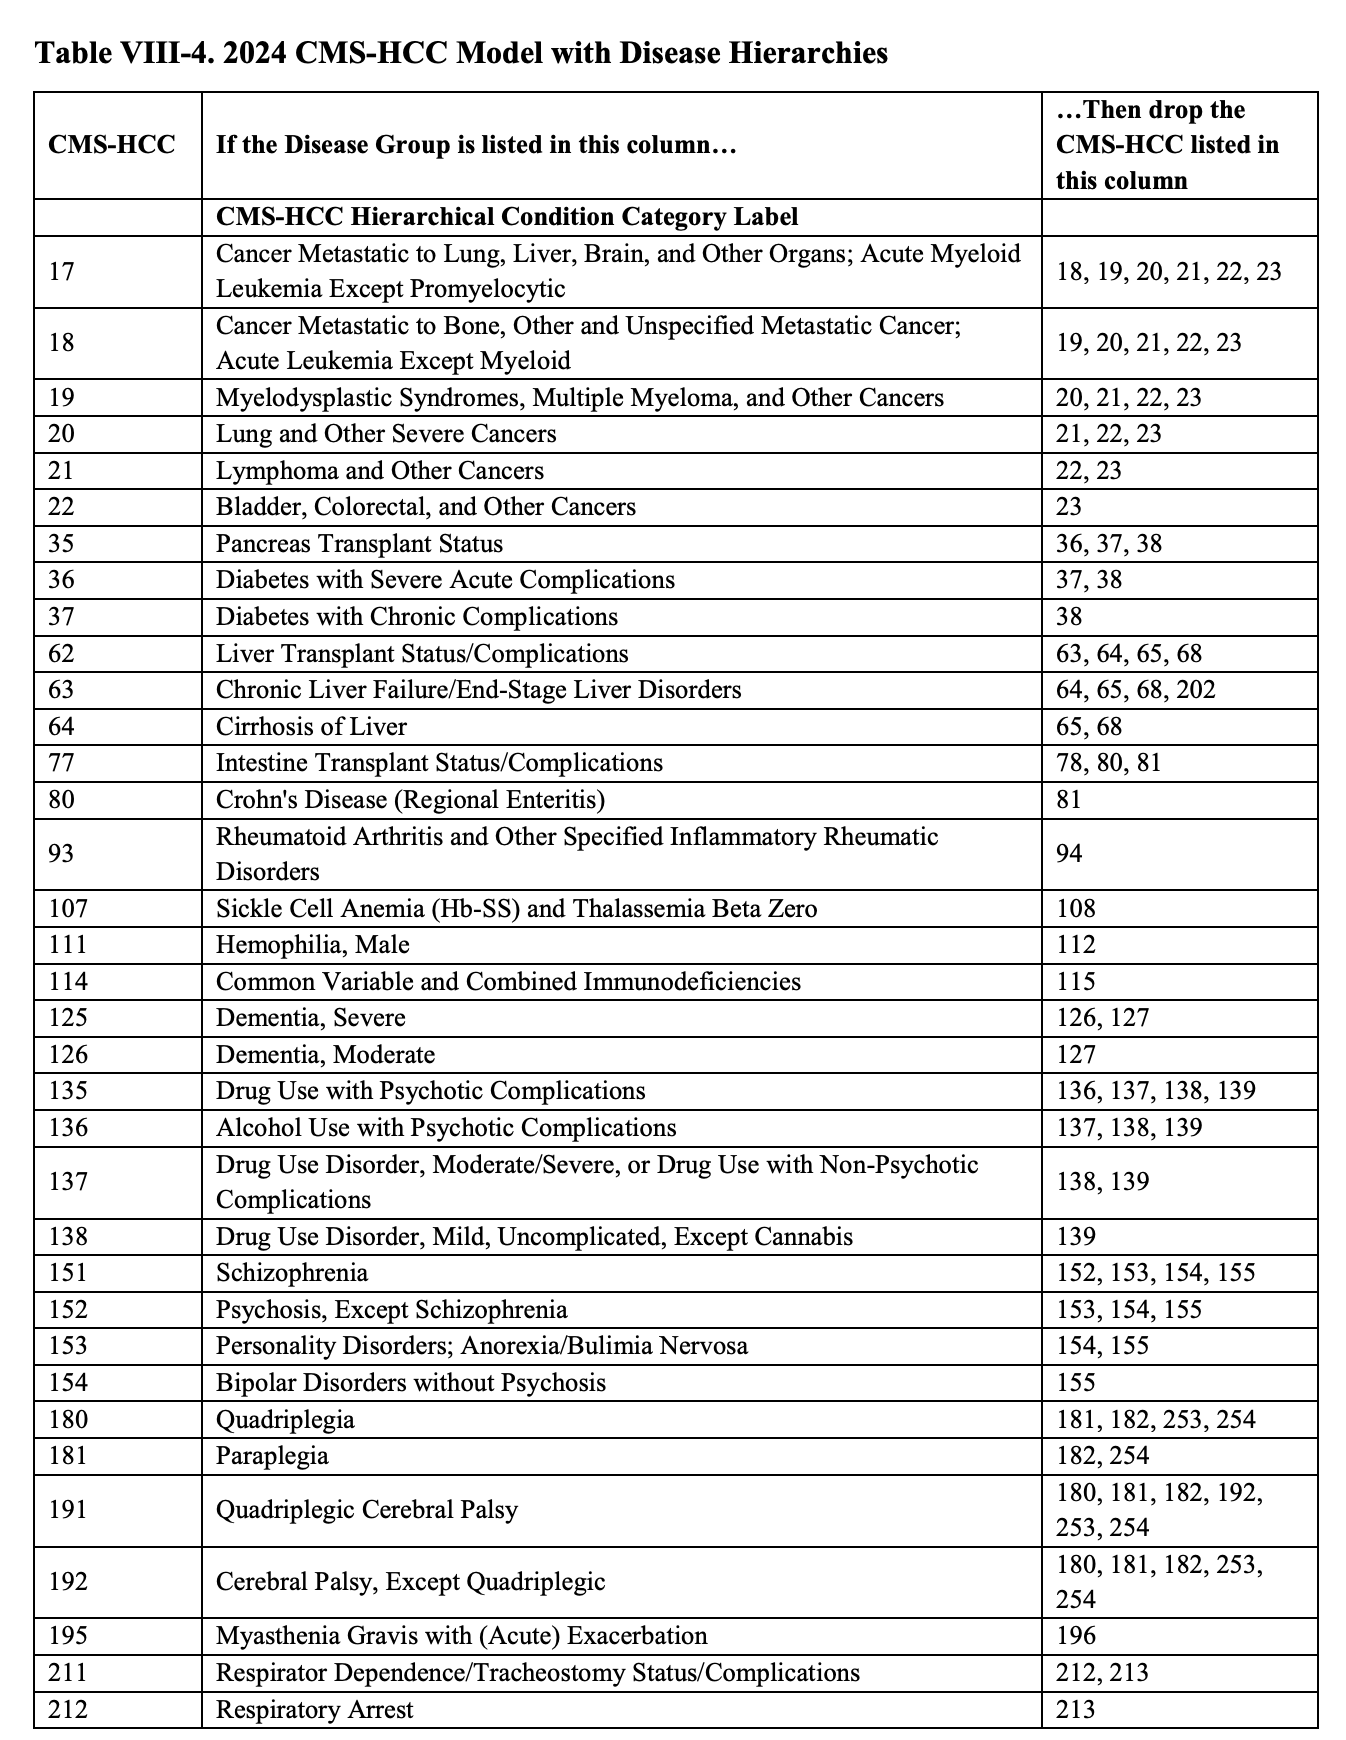 Table VIII-4. 2024 CMS-HCC Model with Disease Hierarchies
CMS-HCC
If the Disease Group is listed in this column…
…Then drop the
CMS-HCC listed in
this column
CMS-HCC Hierarchical Condition Category Label
17
Cancer Metastatic to Lung, Liver, Brain, and Other Organs; Acute Myeloid
Leukemia Except Promyelocytic
18, 19, 20, 21, 22, 23
18
Cancer Metastatic to Bone, Other and Unspecified Metastatic Cancer;
Acute Leukemia Except Myeloid
19, 20, 21, 22, 23
19 Myelodysplastic Syndromes, Multiple Myeloma, and Other Cancers 20, 21, 22, 23
20 Lung and Other Severe Cancers 21, 22, 23
21 Lymphoma and Other Cancers 22, 23
22 Bladder, Colorectal, and Other Cancers 23
35 Pancreas Transplant Status 36, 37, 38
36 Diabetes with Severe Acute Complications 37, 38
37 Diabetes with Chronic Complications 38
62 Liver Transplant Status/Complications 63, 64, 65, 68
63 Chronic Liver Failure/End-Stage Liver Disorders 64, 65, 68, 202
64 Cirrhosis of Liver 65, 68
77 Intestine Transplant Status/Complications 78, 80, 81
80 Crohn's Disease (Regional Enteritis) 81
93
Rheumatoid Arthritis and Other Specified Inflammatory Rheumatic
Disorders
94
107 Sickle Cell Anemia (Hb-SS) and Thalassemia Beta Zero 108
111 Hemophilia, Male 112
114 Common Variable and Combined Immunodeficiencies 115
125 Dementia, Severe 126, 127
126 Dementia, Moderate 127
135 Drug Use with Psychotic Complications 136, 137, 138, 139
136 Alcohol Use with Psychotic Complications 137, 138, 139
137
Drug Use Disorder, Moderate/Severe, or Drug Use with Non-Psychotic
Complications
138, 139
138 Drug Use Disorder, Mild, Uncomplicated, Except Cannabis 139
151 Schizophrenia 152, 153, 154, 155
152 Psychosis, Except Schizophrenia 153, 154, 155
153 Personality Disorders; Anorexia/Bulimia Nervosa 154, 155
154 Bipolar Disorders without Psychosis 155
180 Quadriplegia 181, 182, 253, 254
181 Paraplegia 182, 254
191
Quadriplegic Cerebral Palsy
180, 181, 182, 192,
253, 254
192
Cerebral Palsy, Except Quadriplegic
180, 181, 182, 253,
254
195 Myasthenia Gravis with (Acute) Exacerbation 196
211 Respirator Dependence/Tracheostomy Status/Complications 212, 213
212 Respiratory Arrest 213